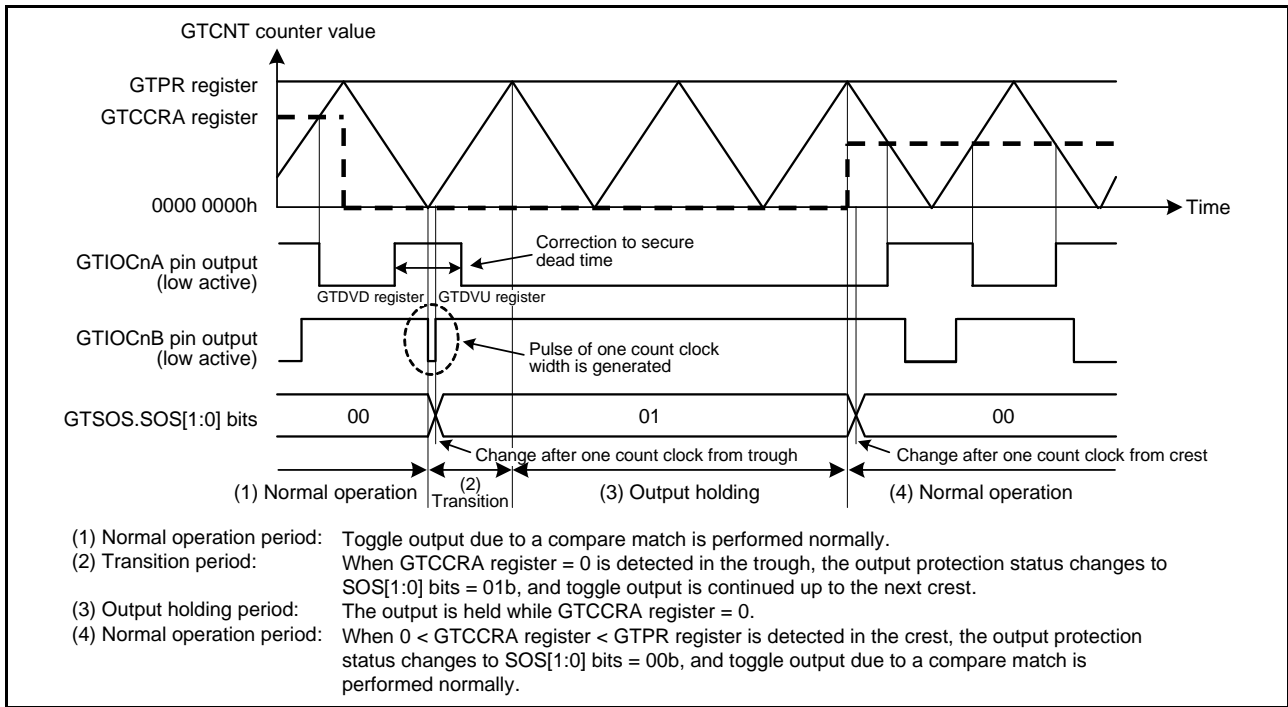 GTCNT counter value
GTPR register
GTCCRA register
0000 0000h
Time
GTIOCnA pin output
(low active)
Correction to secure
dead time
GTDVD register
GTDVU register
GTIOCnB pin output
(low active)
Pulse of one count clock
width is generated
GTSOS.SOS[1:0] bits
00
01
00
Change after one count clock from trough
Change after one count clock from crest
(1) Normal operation
(2)
Transition
(3) Output holding
(4) Normal operation
(1) Normal operation period: Toggle output due to a compare match is performed normally.
(2) Transition period: When GTCCRA register = 0 is detected in the trough, the output protection status changes to
SOS[1:0] bits = 01b, and toggle output is continued up to the next crest.
(3) Output holding period: The output is held while GTCCRA register = 0.
(4) Normal operation period: When 0 < GTCCRA register < GTPR register is detected in the crest, the output protection
status changes to SOS[1:0] bits = 00b, and toggle output due to a compare match is
performed normally.